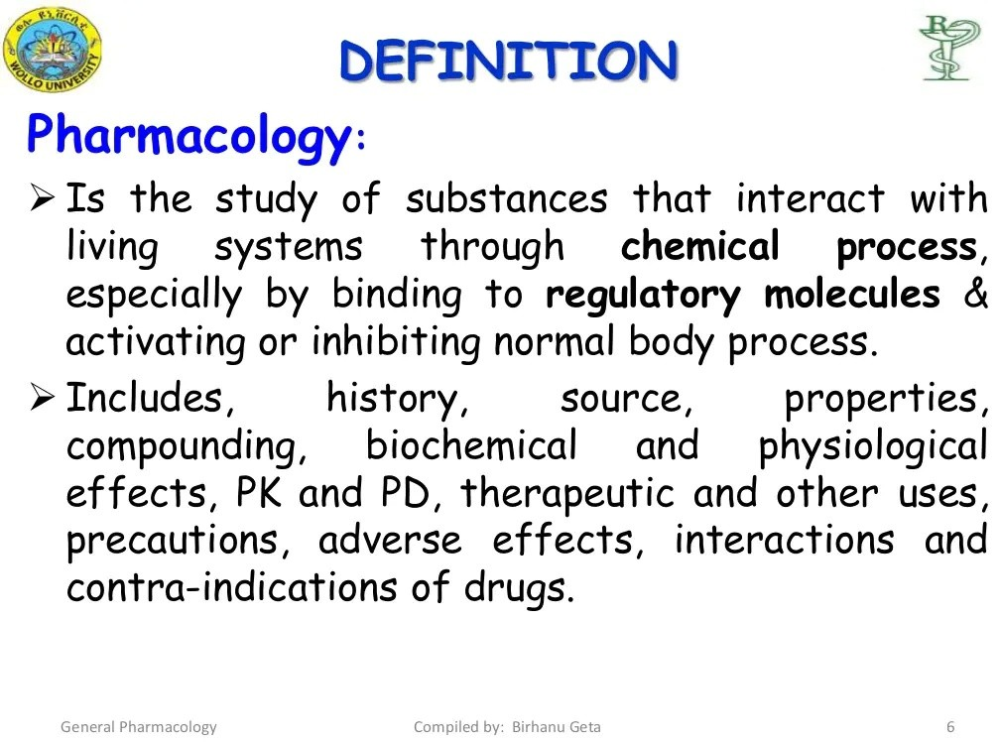 ወሎ ዩኒቨርሲቲ
WOLLO UNIVERSITY
DEFINITION
R
Pharmacology:
➢ Is the study of substances that interact with
living systems through chemical process,
especially by binding to regulatory molecules &
activating or inhibiting normal body process.
➢ Includes, history, source, properties,
compounding, biochemical and physiological
effects, PK and PD, therapeutic and other uses,
precautions, adverse effects, interactions and
contra-indications of drugs.
General Pharmacology
Compiled by: Birhanu Geta
6